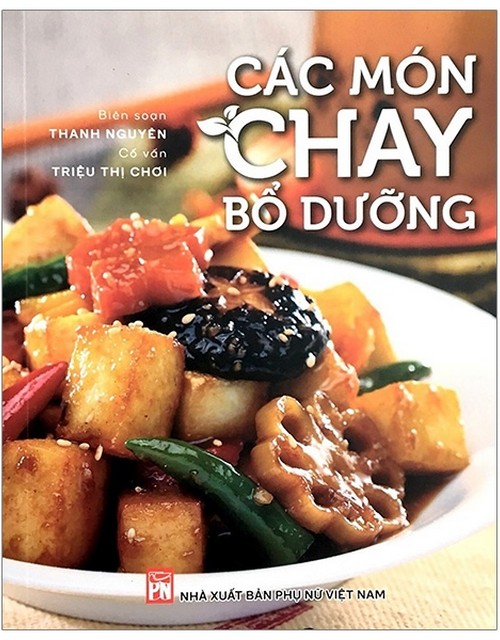 CÁC MÓN
CHAY
BỔ DƯỠNG
Biên soạn
THANH NGUYÊN
Cố vấn
TRIỆU THỊ CHƠI
PN
NHÀ XUẤT BẢN PHỤ NỮ VIỆT NAM